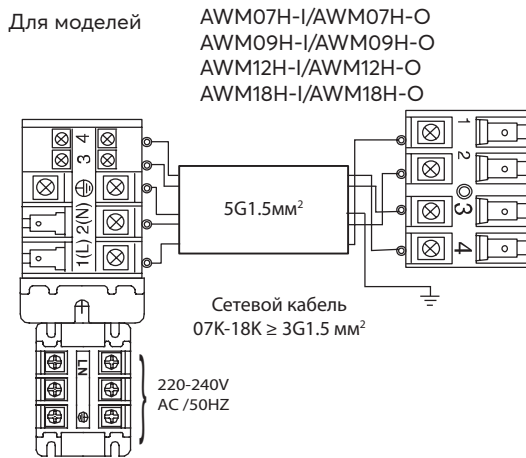 Для моделей
AWM07H-I/AWM07H-O
AWM09H-I/AWM09H-O
AWM12H-I/AWM12H-O
AWM18H-I/AWM18H-O
4
3
2(N)
1(L)
5G1.5мм²
1
2
3
4
Сетевой кабель
07K-18K ≥ 3G1.5 мм²
LN
220-240V
AC /50HZ